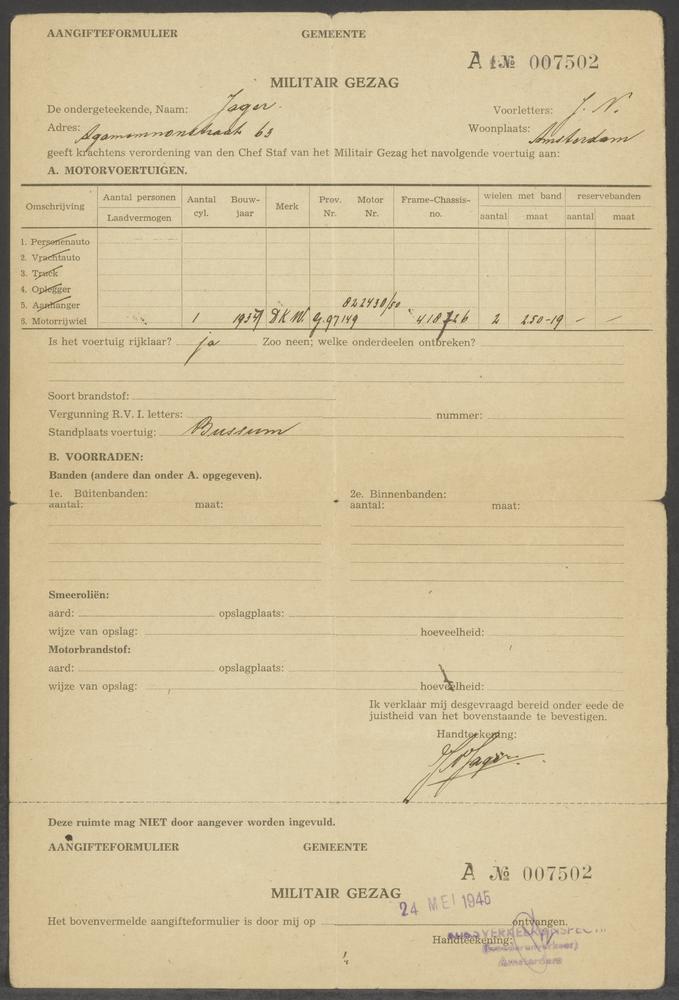 AANGIFTEFORMULIER GEMEENTE
A № 007502
MILITAIR GEZAG
De ondergeteekende, Naam: Jager. Voorletters: J. N.
Adres: Agamemnonstraat 63 Woonplaats: Amsterdam
geeft krachtens verordening van den Chef Staf van het Militair Gezag het navolgende voertuig aan:
A. MOTORVOERTUIGEN.
Omschrijving Aantal personen Laadvermogen Aantal cyl. Bouw-jaar Merk Prov. Nr. Motor Nr. Frame-Chassis-no. wielen met band aantal maat reservebanden aantal maat
1. Personenauto
2. Vrachtauto
3. Truck
4. Oplegger
5. Aanhanger 822430/50
6. Motorrijwiel 1 1937 DKW. G.97149 418726 2 250-19 - -
Is het voertuig rijklaar? ja Zoo neen; welke onderdeelen ontbreken?
Soort brandstof:
Vergunning R.V.I. letters: nummer:
Standplaats voertuig: Bussum
B. VOORRADEN:
Banden (andere dan onder A. opgegeven).
1e. Buitenbanden: 2e. Binnenbanden:
aantal: maat: aantal: maat:
Smeeroliën:
aard: opslagplaats:
wijze van opslag: hoeveelheid:
Motorbrandstof:
aard: opslagplaats:
wijze van opslag: hoeveelheid:
Ik verklaar mij desgevraagd bereid onder eede de
juistheid van het bovenstaande te bevestigen.
Handteekening:
Jager
Deze ruimte mag NIET door aangever worden ingevuld.
AANGIFTEFORMULIER GEMEENTE
A № 007502
MILITAIR GEZAG
24 MEI 1945
Het bovenvermelde aangifteformulier is door mij op ontvangen.
Handteekening:
Amsterdam